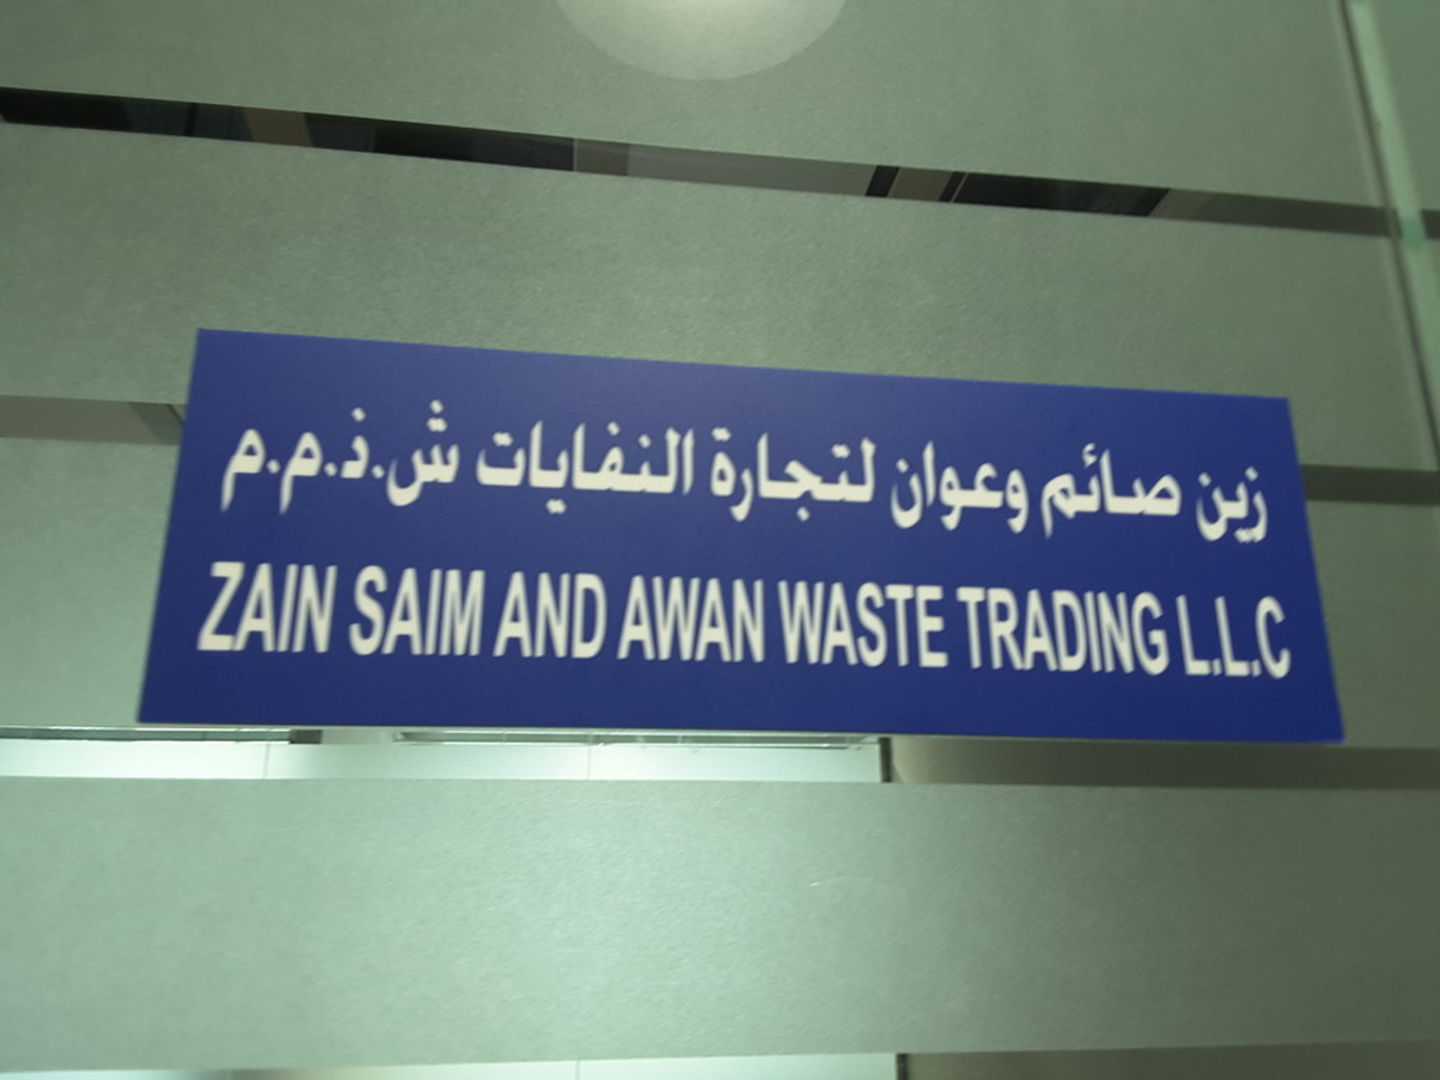 زين صائم وعوان لتجارة النفايات ش.ذ.م.م
ZAIN SAIM AND AWAN WASTE TRADING L.L.C